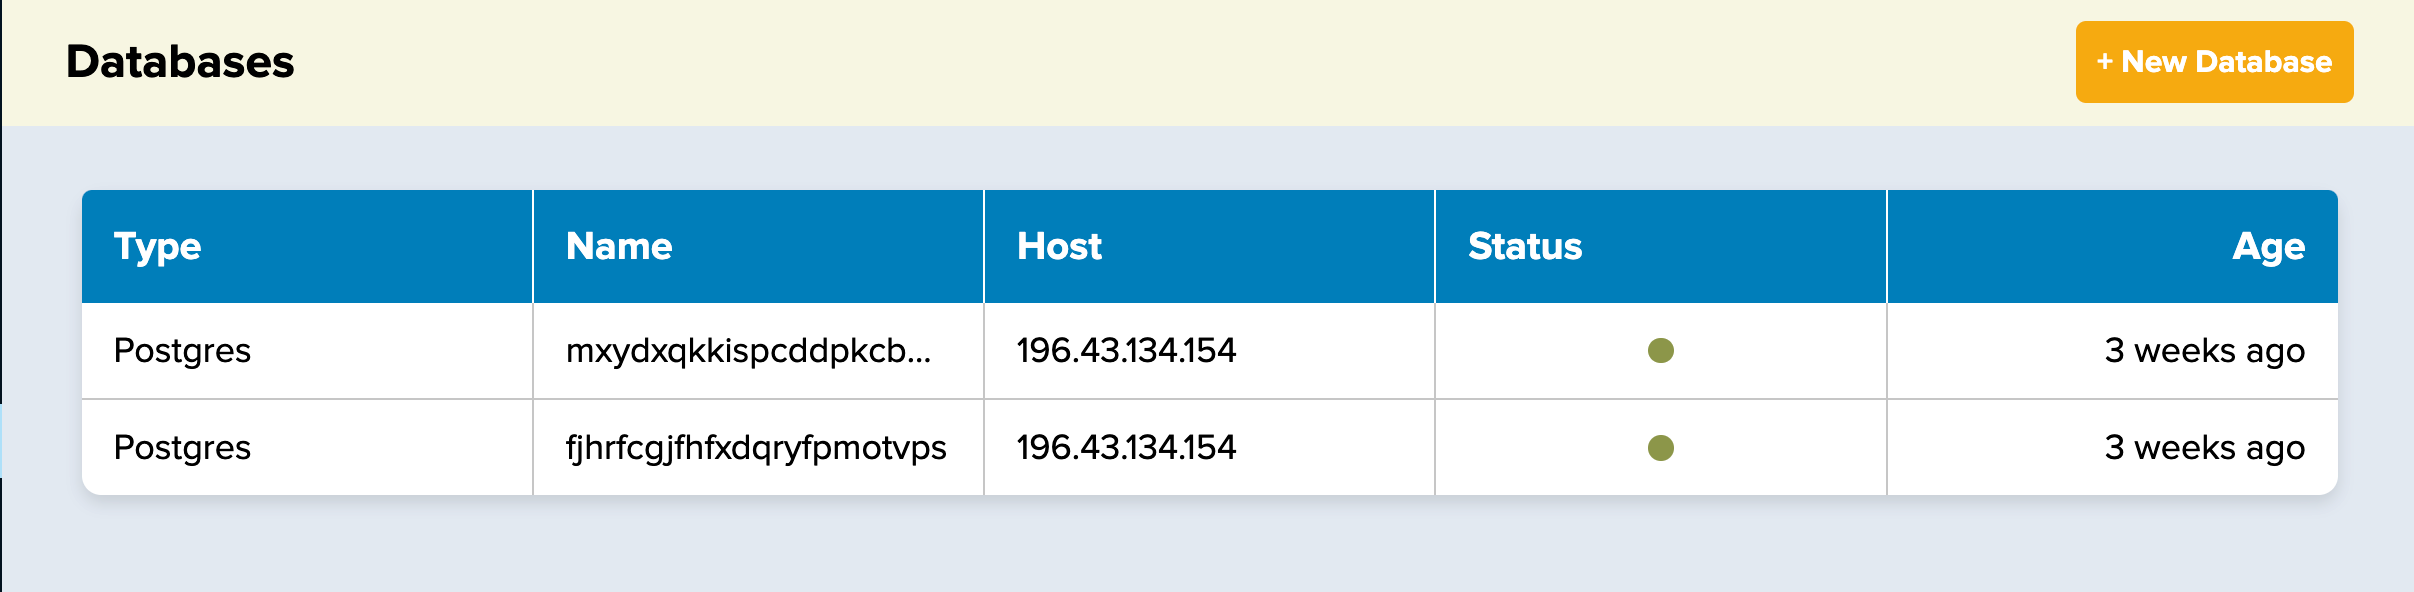 Databases
+ New Database
Type Name Host Status Age
Postgres mxydxqkkispcddpkcb... 196.43.134.154 3 weeks ago
Postgres fjhrfcgjfhfxdqryfpmotvps 196.43.134.154 3 weeks ago